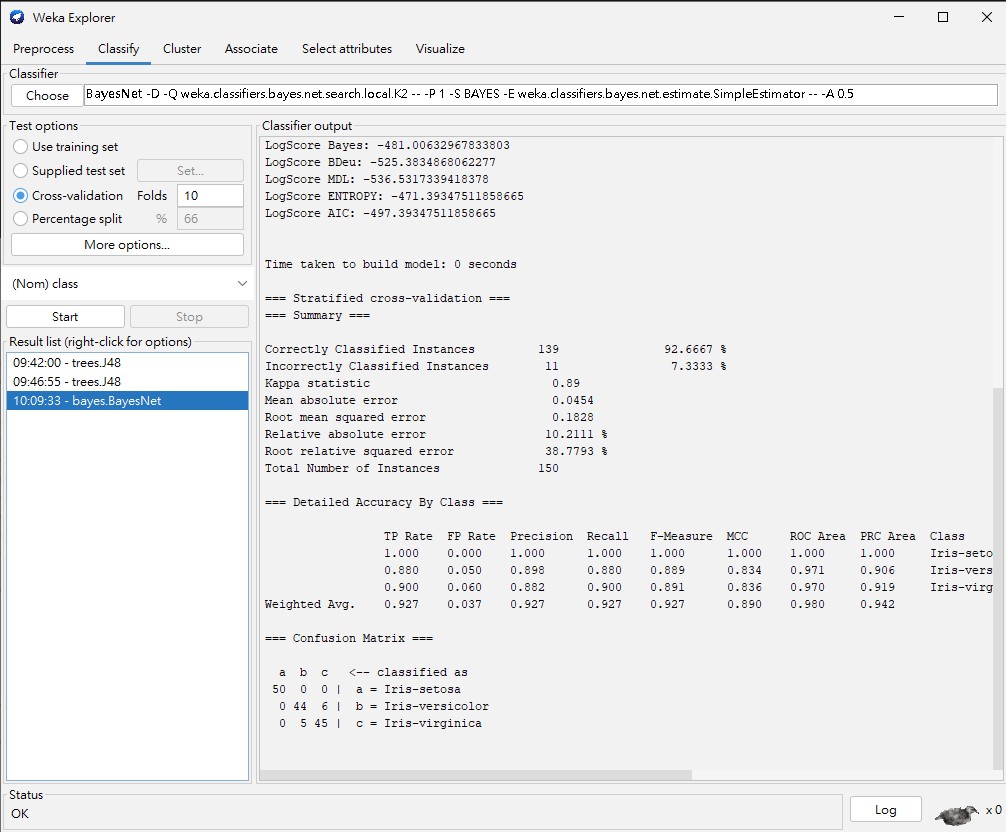 Weka Explorer
Preprocess Classify Cluster Associate Select attributes Visualize
Classifier
Choose BayesNet -D -Q weka.classifiers.bayes.net.search.local.K2 -- -P 1 -S BAYES -E weka.classifiers.bayes.net.estimate.SimpleEstimator -- -A 0.5
Test options
Use training set
Supplied test set Set...
Cross-validation Folds 10
Percentage split % 66
More options...
(Nom) class
Start Stop
Result list (right-click for options)
09:42:00 - trees.J48
09:46:55 - trees.J48
10:09:33 - bayes.BayesNet
Classifier output
LogScore Bayes: -481.00632967833803
LogScore BDeu: -525.3834868062277
LogScore MDL: -536.5317339418378
LogScore ENTROPY: -471.39347511858665
LogScore AIC: -497.39347511858665
Time taken to build model: 0 seconds
=== Stratified cross-validation ===
=== Summary ===
Correctly Classified Instances 139 92.6667 %
Incorrectly Classified Instances 11 7.3333 %
Kappa statistic 0.89
Mean absolute error 0.0454
Root mean squared error 0.1828
Relative absolute error 10.2111 %
Root relative squared error 38.7793 %
Total Number of Instances 150
=== Detailed Accuracy By Class ===
TP Rate FP Rate Precision Recall F-Measure MCC ROC Area PRC Area Class
1.000 0.000 1.000 1.000 1.000 1.000 1.000 1.000 Iris-seto
0.880 0.050 0.898 0.880 0.889 0.834 0.971 0.906 Iris-vers
0.900 0.060 0.882 0.900 0.891 0.836 0.970 0.919 Iris-virg
Weighted Avg. 0.927 0.037 0.927 0.927 0.927 0.890 0.980 0.942
=== Confusion Matrix ===
a b c <-- classified as
50 0 0 | a = Iris-setosa
0 44 6 | b = Iris-versicolor
0 5 45 | c = Iris-virginica
Status
OK
Log x 0